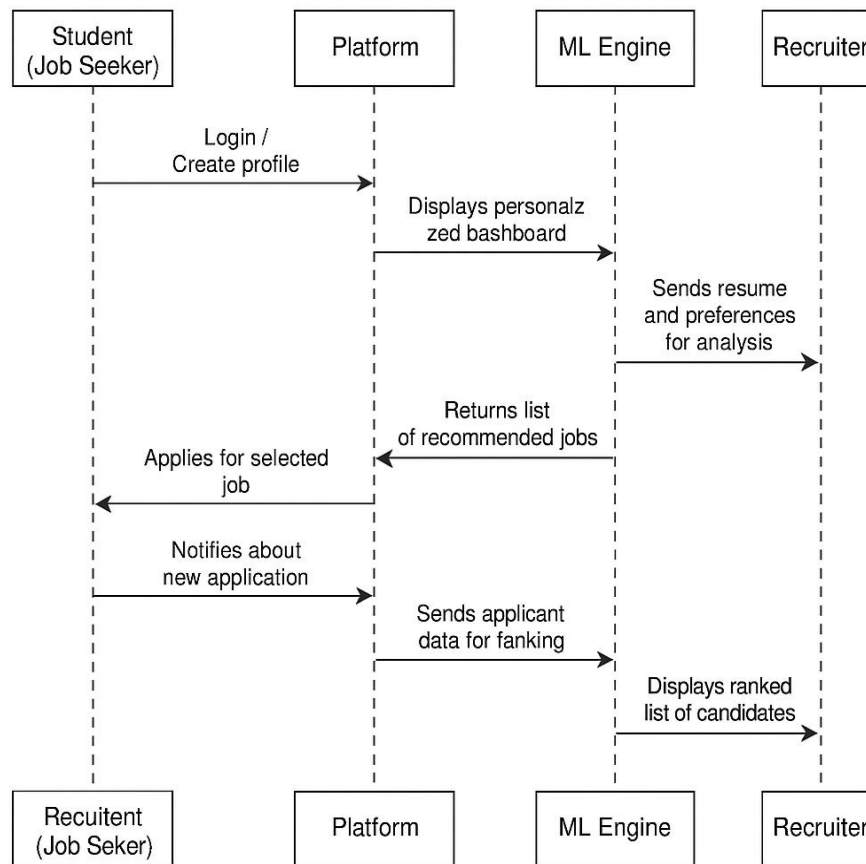 Student
(Job Seeker)
Platform
ML Engine
Recruiter
Login /
Create profile
Displays personalz
zed bashboard
Sends resume
and preferences
for analysis
Returns list
of recommended jobs
Applies for selected
job
Notifies about
new application
Sends applicant
data for fanking
Displays ranked
list of candidates
Recuitent
(Job Seker)
Platform
ML Engine
Recruiter